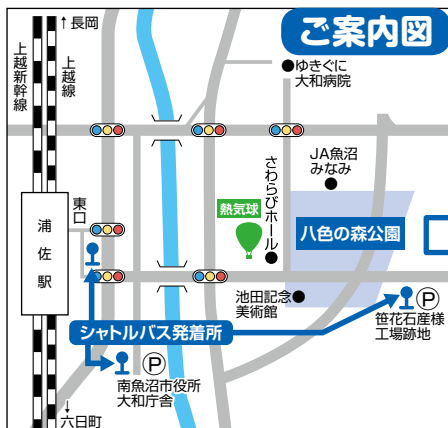 ご案内図
↑長岡
上越新幹線
上越線
ゆきぐに
大和病院
JA魚沼
みなみ
さわらびホール
熱気球
東口
浦佐駅
八色の森公園
池田記念
美術館
シャトルバス発着所
P
笹花石産様
工場跡地
P
南魚沼市役所
大和庁舎
↓
六日町